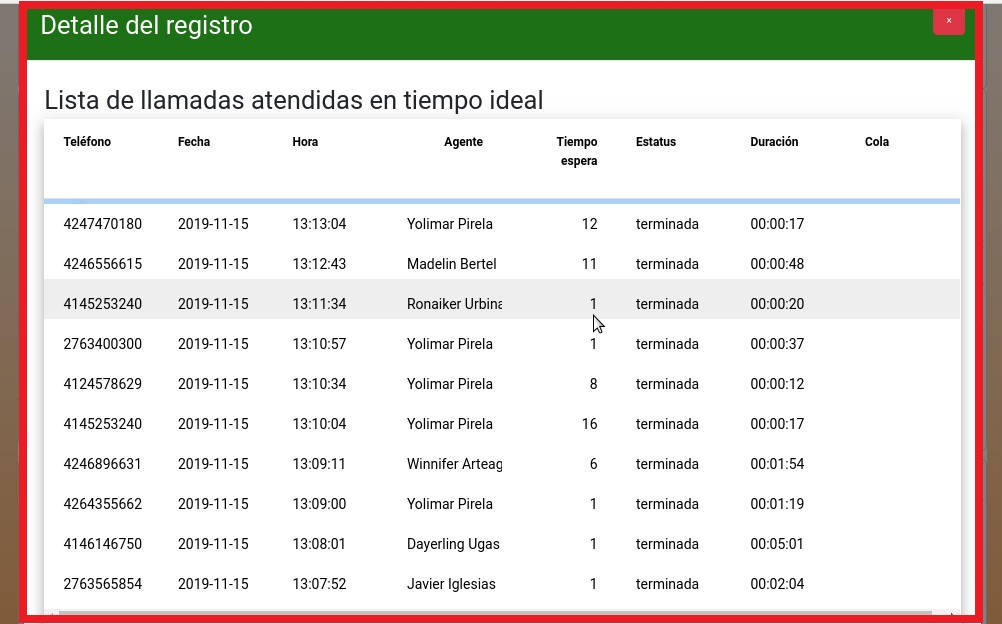 Detalle del registro ×
Lista de llamadas atendidas en tiempo ideal
Teléfono Fecha Hora Agente Tiempo espera Estatus Duración Cola
4247470180 2019-11-15 13:13:04 Yolimar Pirela 12 terminada 00:00:17
4246556615 2019-11-15 13:12:43 Madelin Bertel 11 terminada 00:00:48
4145253240 2019-11-15 13:11:34 Ronaiker Urbina 1 terminada 00:00:20
2763400300 2019-11-15 13:10:57 Yolimar Pirela 1 terminada 00:00:37
4124578629 2019-11-15 13:10:34 Yolimar Pirela 8 terminada 00:00:12
4145253240 2019-11-15 13:10:04 Yolimar Pirela 16 terminada 00:00:17
4246896631 2019-11-15 13:09:11 Winnifer Arteag 6 terminada 00:01:54
4264355662 2019-11-15 13:09:00 Yolimar Pirela 1 terminada 00:01:19
4146146750 2019-11-15 13:08:01 Dayerling Ugas 1 terminada 00:05:01
2763565854 2019-11-15 13:07:52 Javier Iglesias 1 terminada 00:02:04